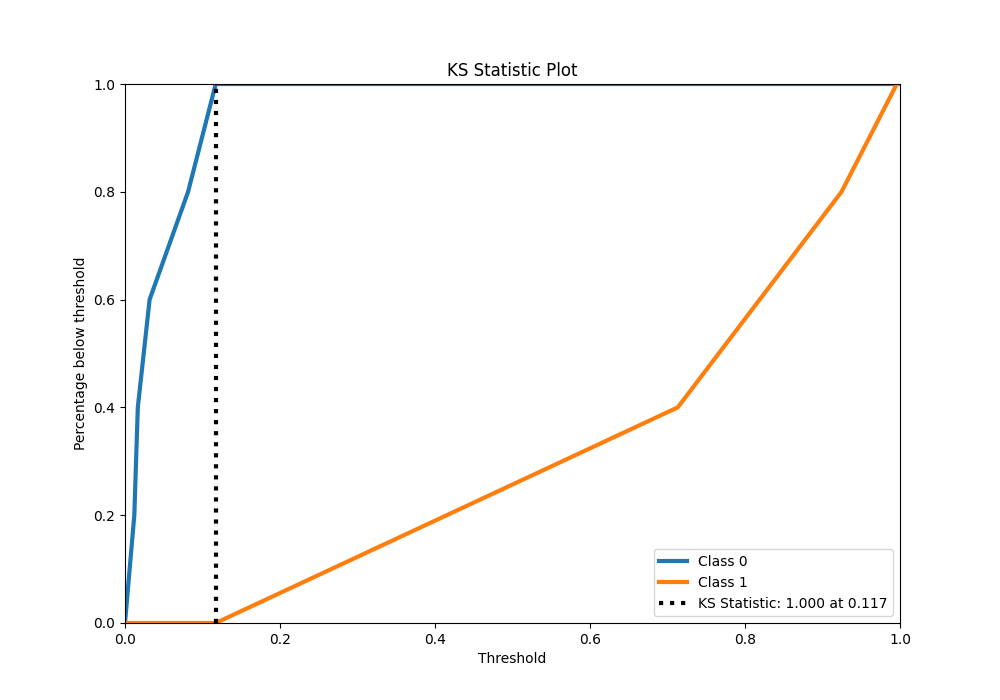 KS Statistic Plot
1.0
0.8
0.6
0.4
0.2
0.0
Percentage below threshold
0.0 0.2 0.4 0.6 0.8 1.0
Threshold
Class 0
Class 1
KS Statistic: 1.000 at 0.117